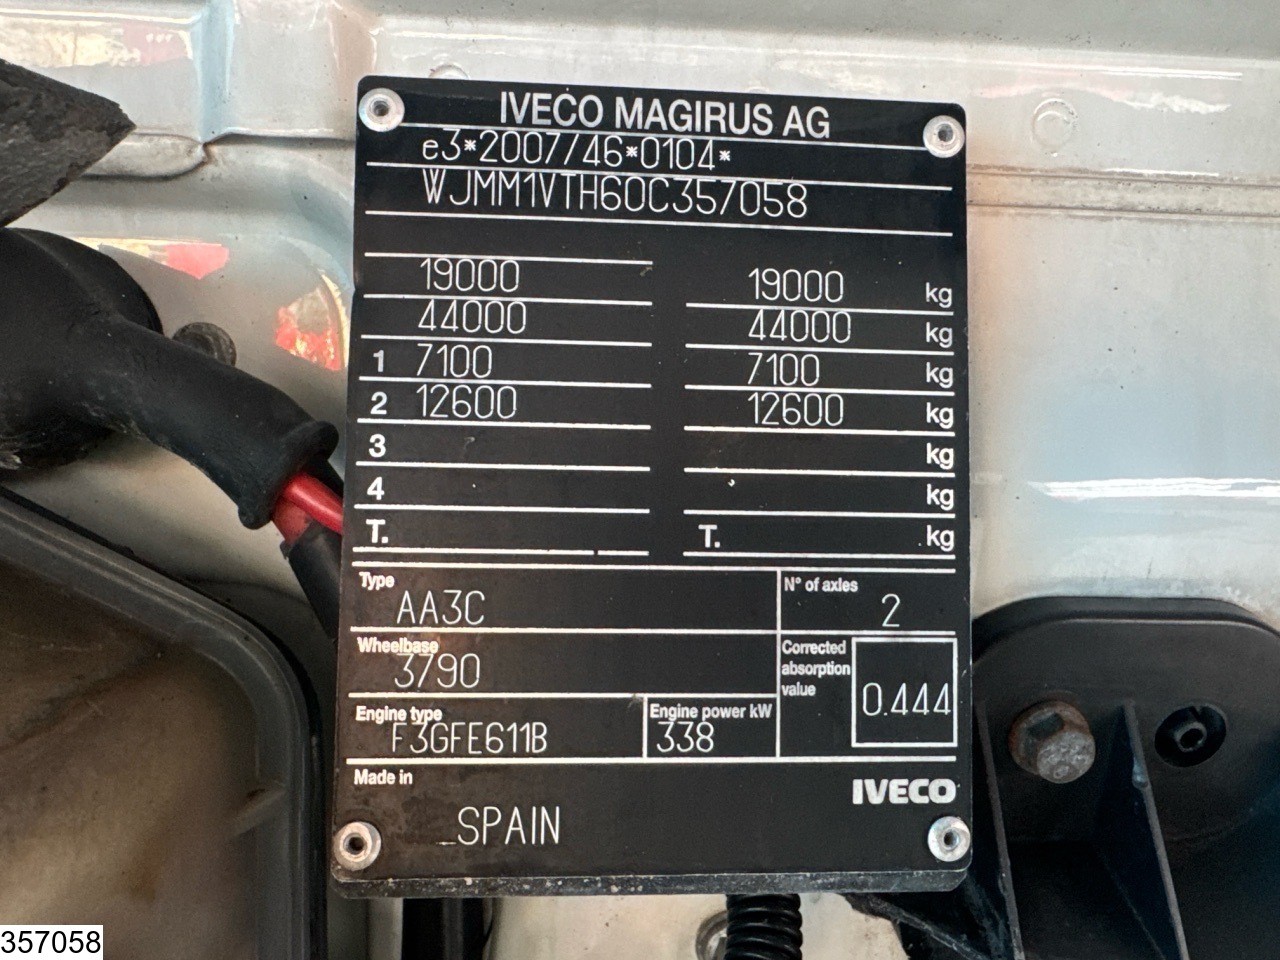 IVECO MAGIRUS AG
e3*2007/46*0104*
WJMM1VTH60C357058
19000 19000 kg
44000 44000 kg
1 7100 7100 kg
2 12600 12600 kg
3 kg
4 kg
T. T. kg
Type N° of axles
AA3C 2
Wheelbase Corrected absorption value
3790 0.444
Engine type Engine power kW
F3GFE611B 338
Made in IVECO
SPAIN
357058